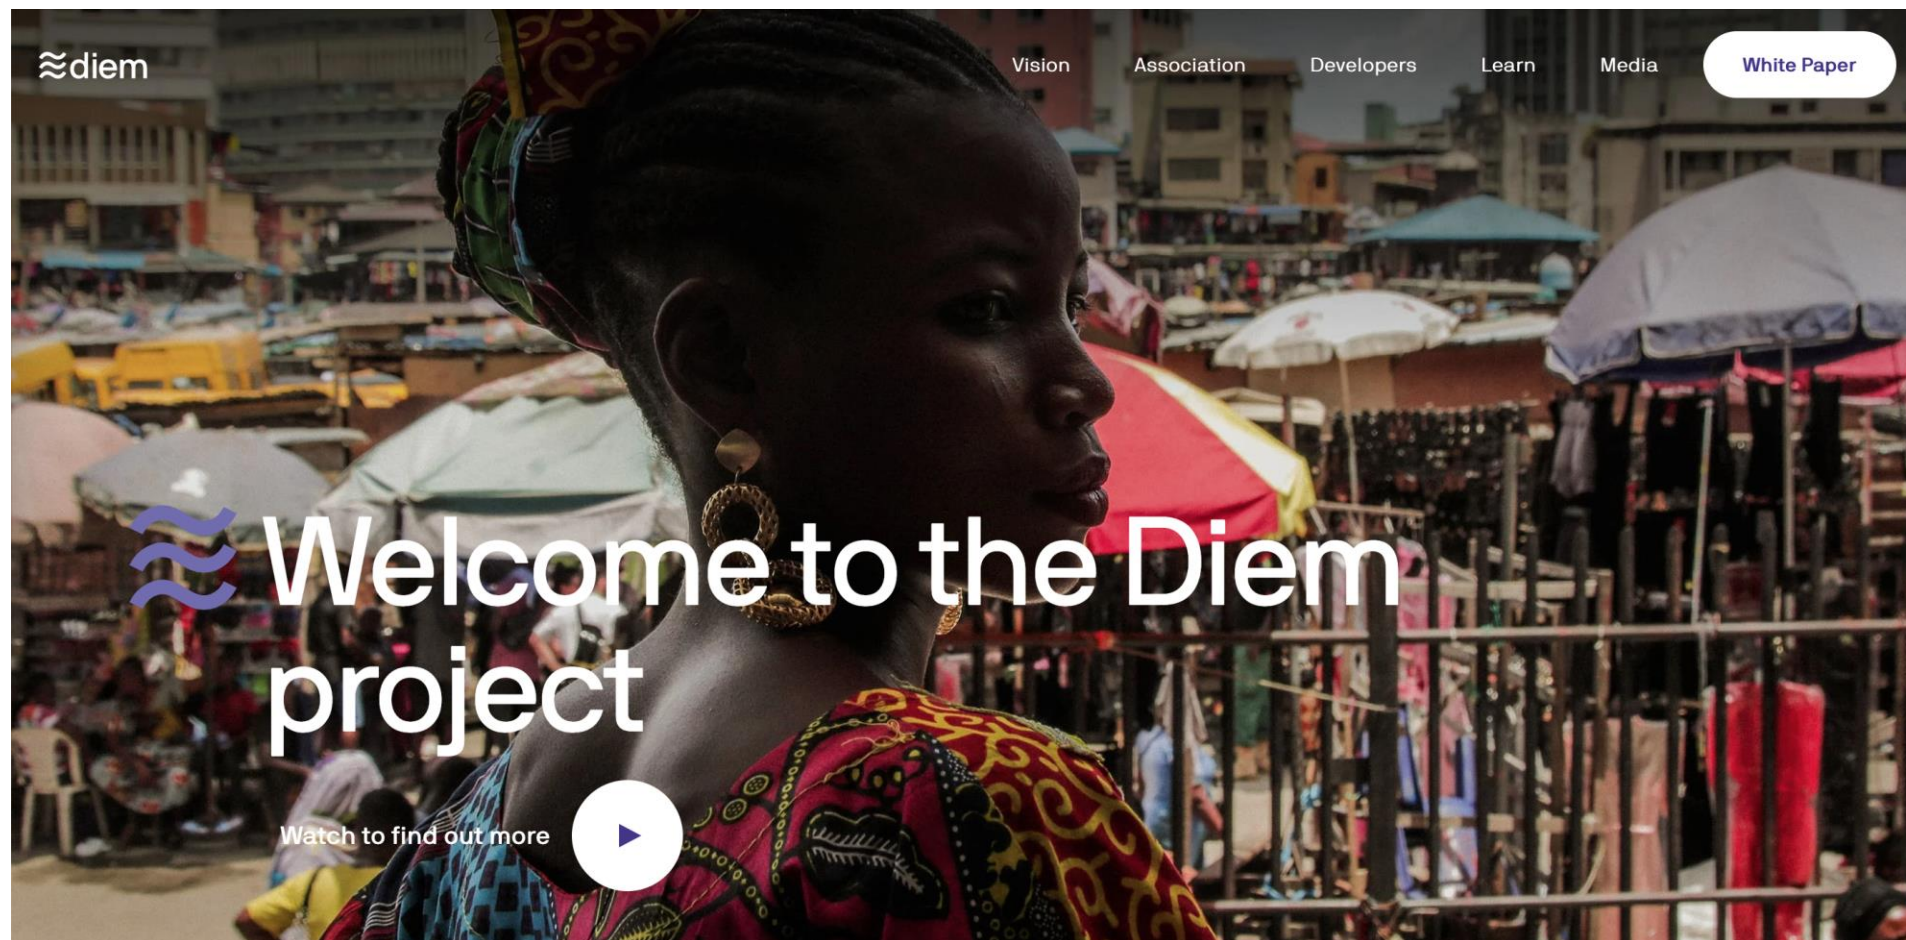 diem
Vision Association Developers Learn Media White Paper
Welcome to the Diem
project
Watch to find out more